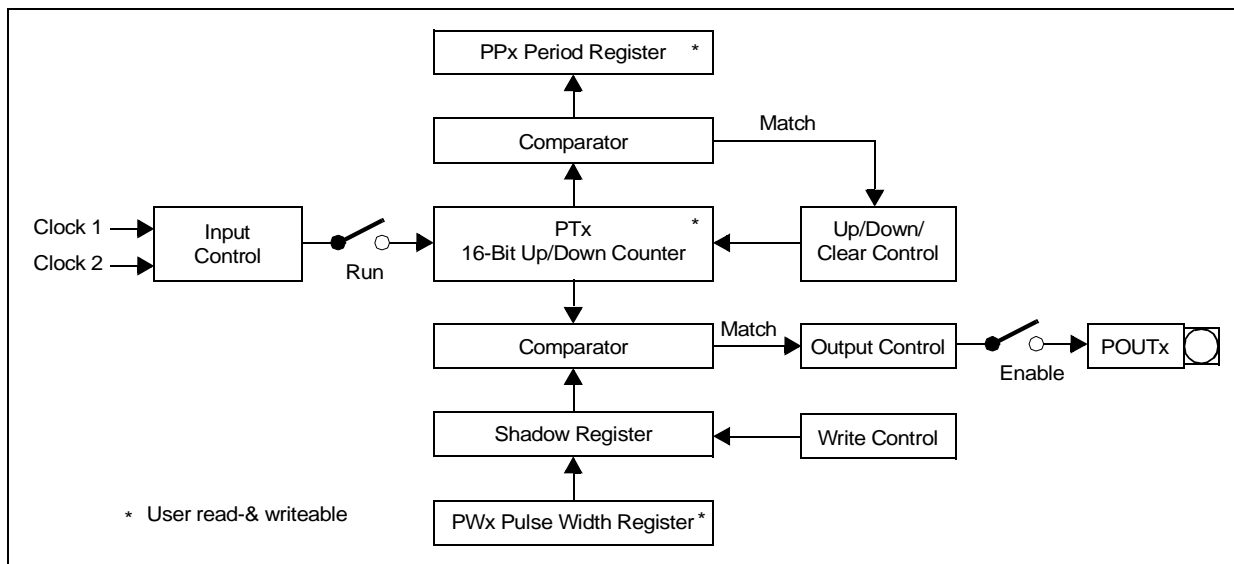 PPx Period Register *
Comparator
Match
Clock 1
Clock 2
Input
Control
Run
PTx *
16-Bit Up/Down Counter
Up/Down/
Clear Control
Comparator
Match
Output Control
Enable
POUTx
Shadow Register
Write Control
* User read-& writeable
PWx Pulse Width Register *